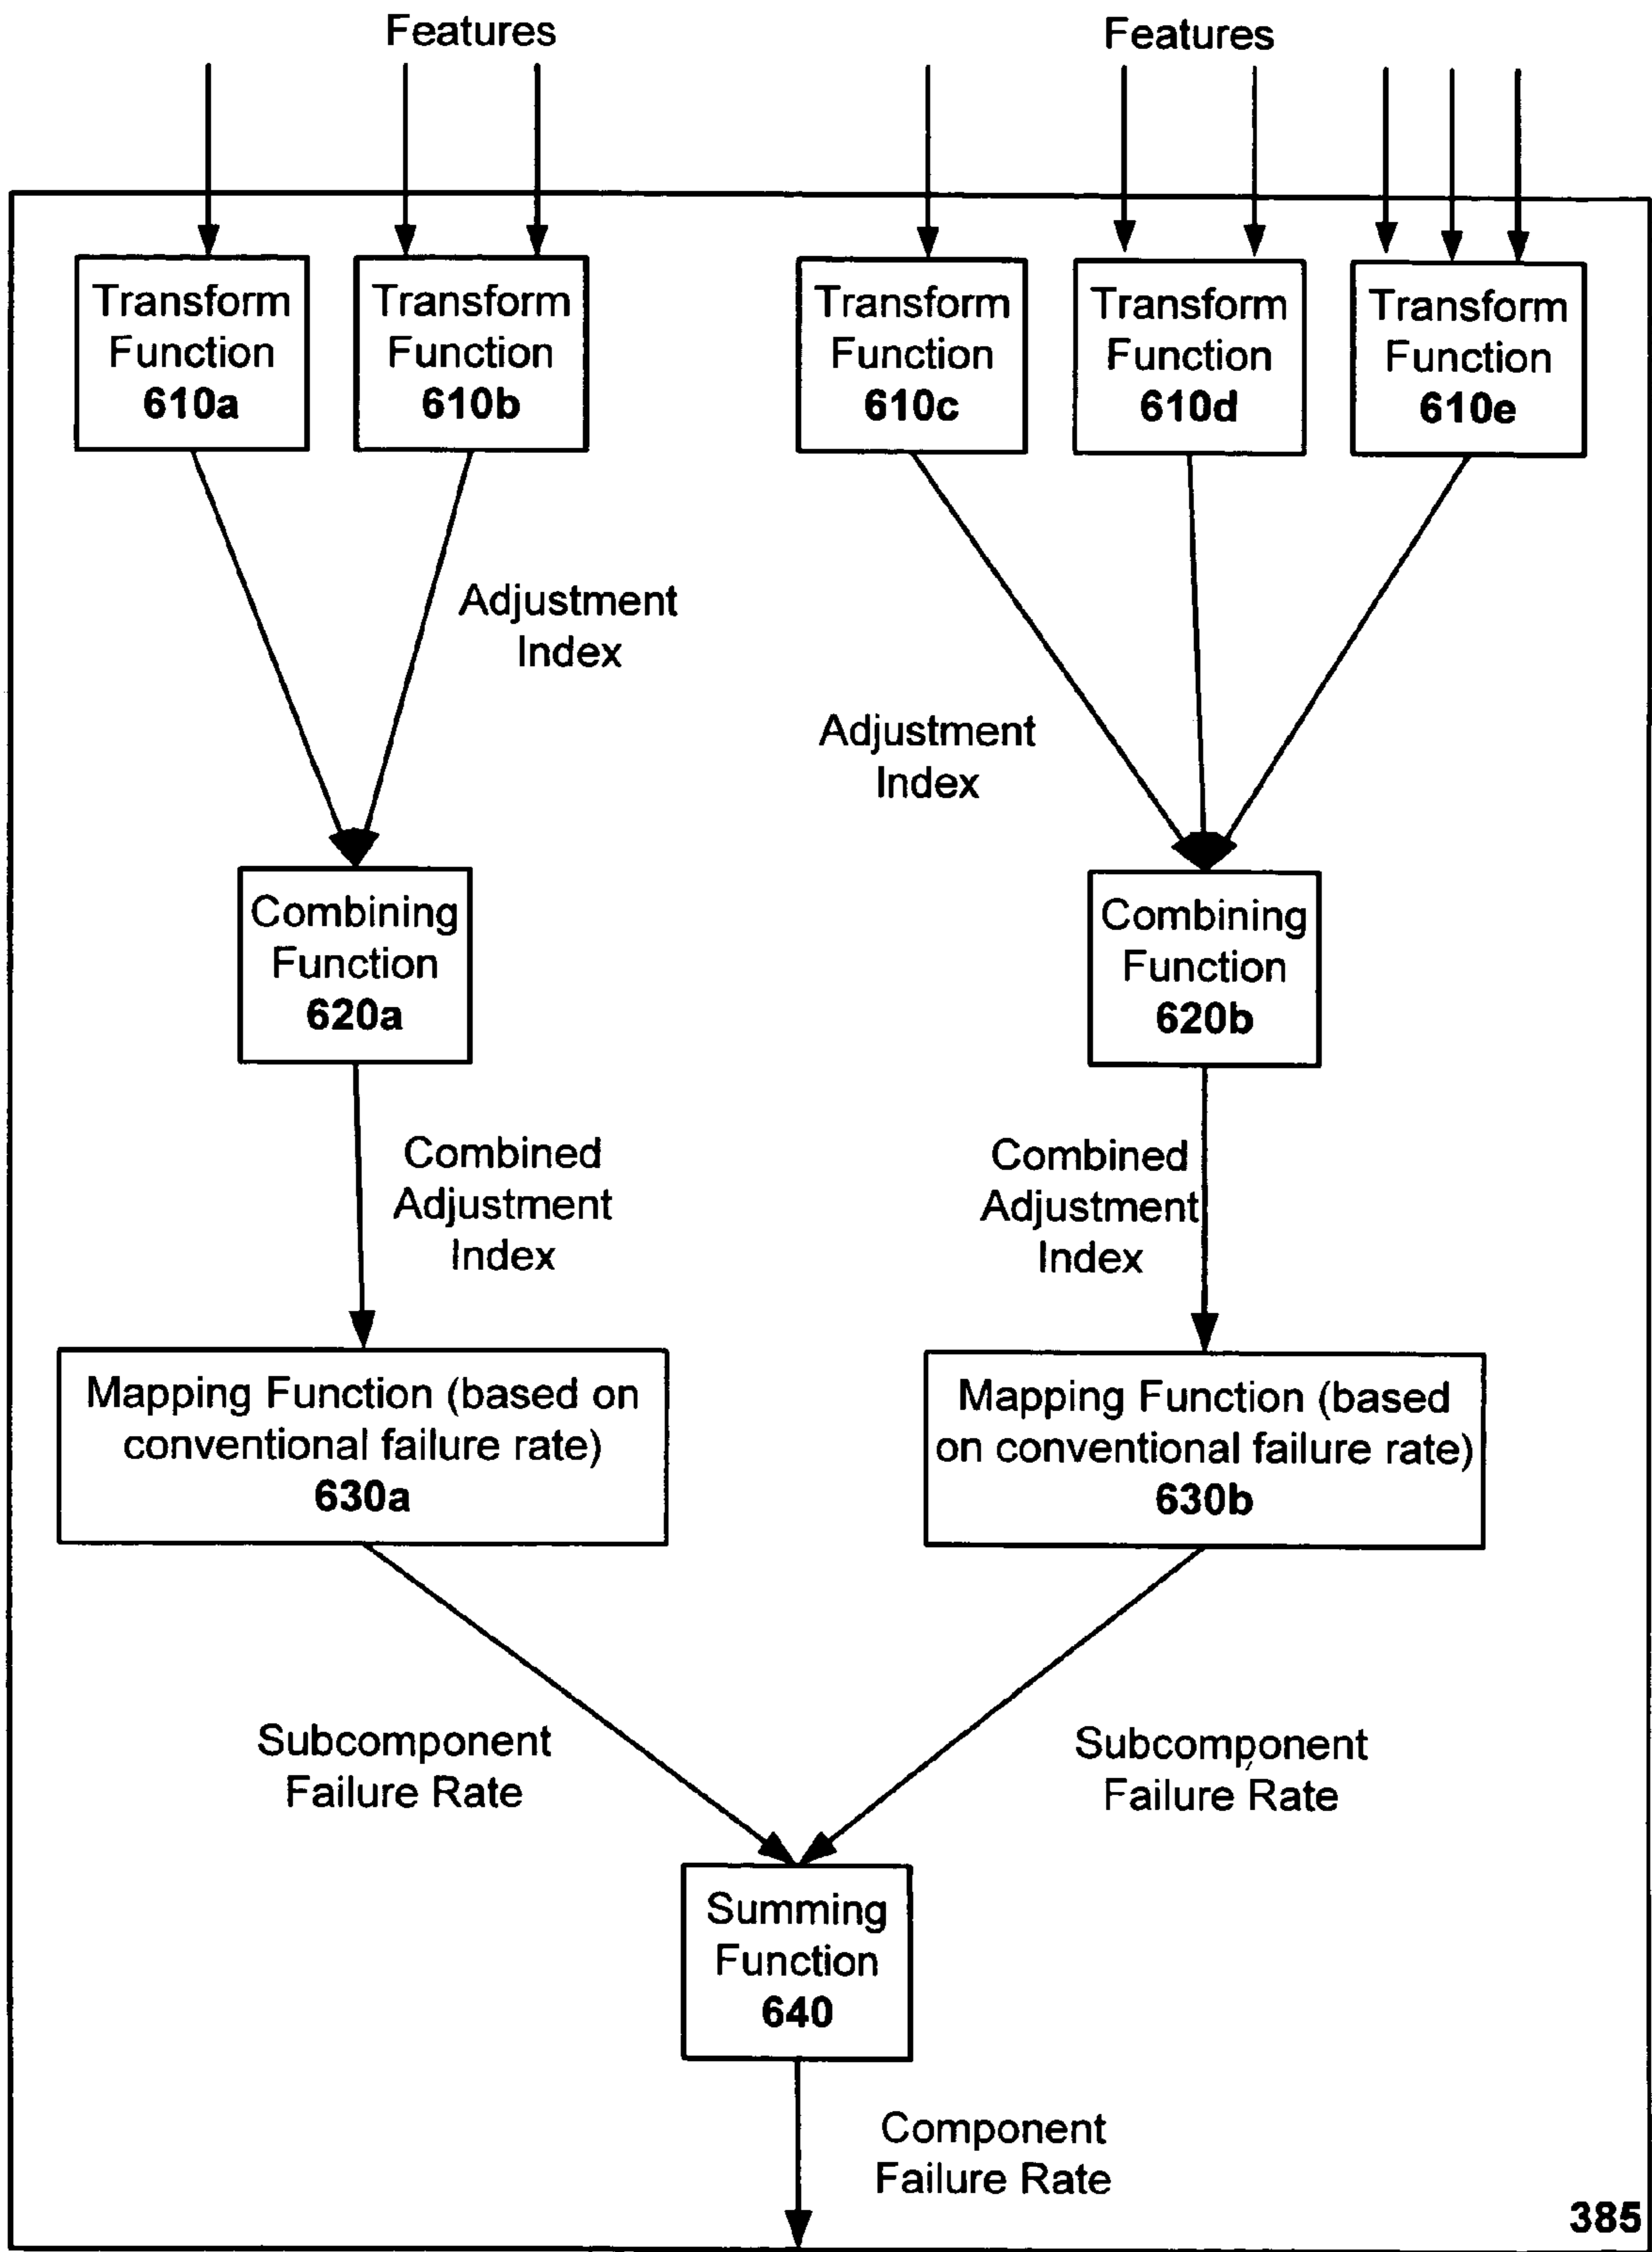 Features
Features
Transform
Function
610a
Transform
Function
610b
Transform
Function
610c
Transform
Function
610d
Transform
Function
610e
Adjustment
Index
Adjustment
Index
Combining
Function
620a
Combining
Function
620b
Combined
Adjustment
Index
Combined
Adjustment
Index
Mapping Function (based on
conventional failure rate)
630a
Mapping Function (based
on conventional failure rate)
630b
Subcomponent
Failure Rate
Subcomponent
Failure Rate
Summing
Function
640
Component
Failure Rate
385